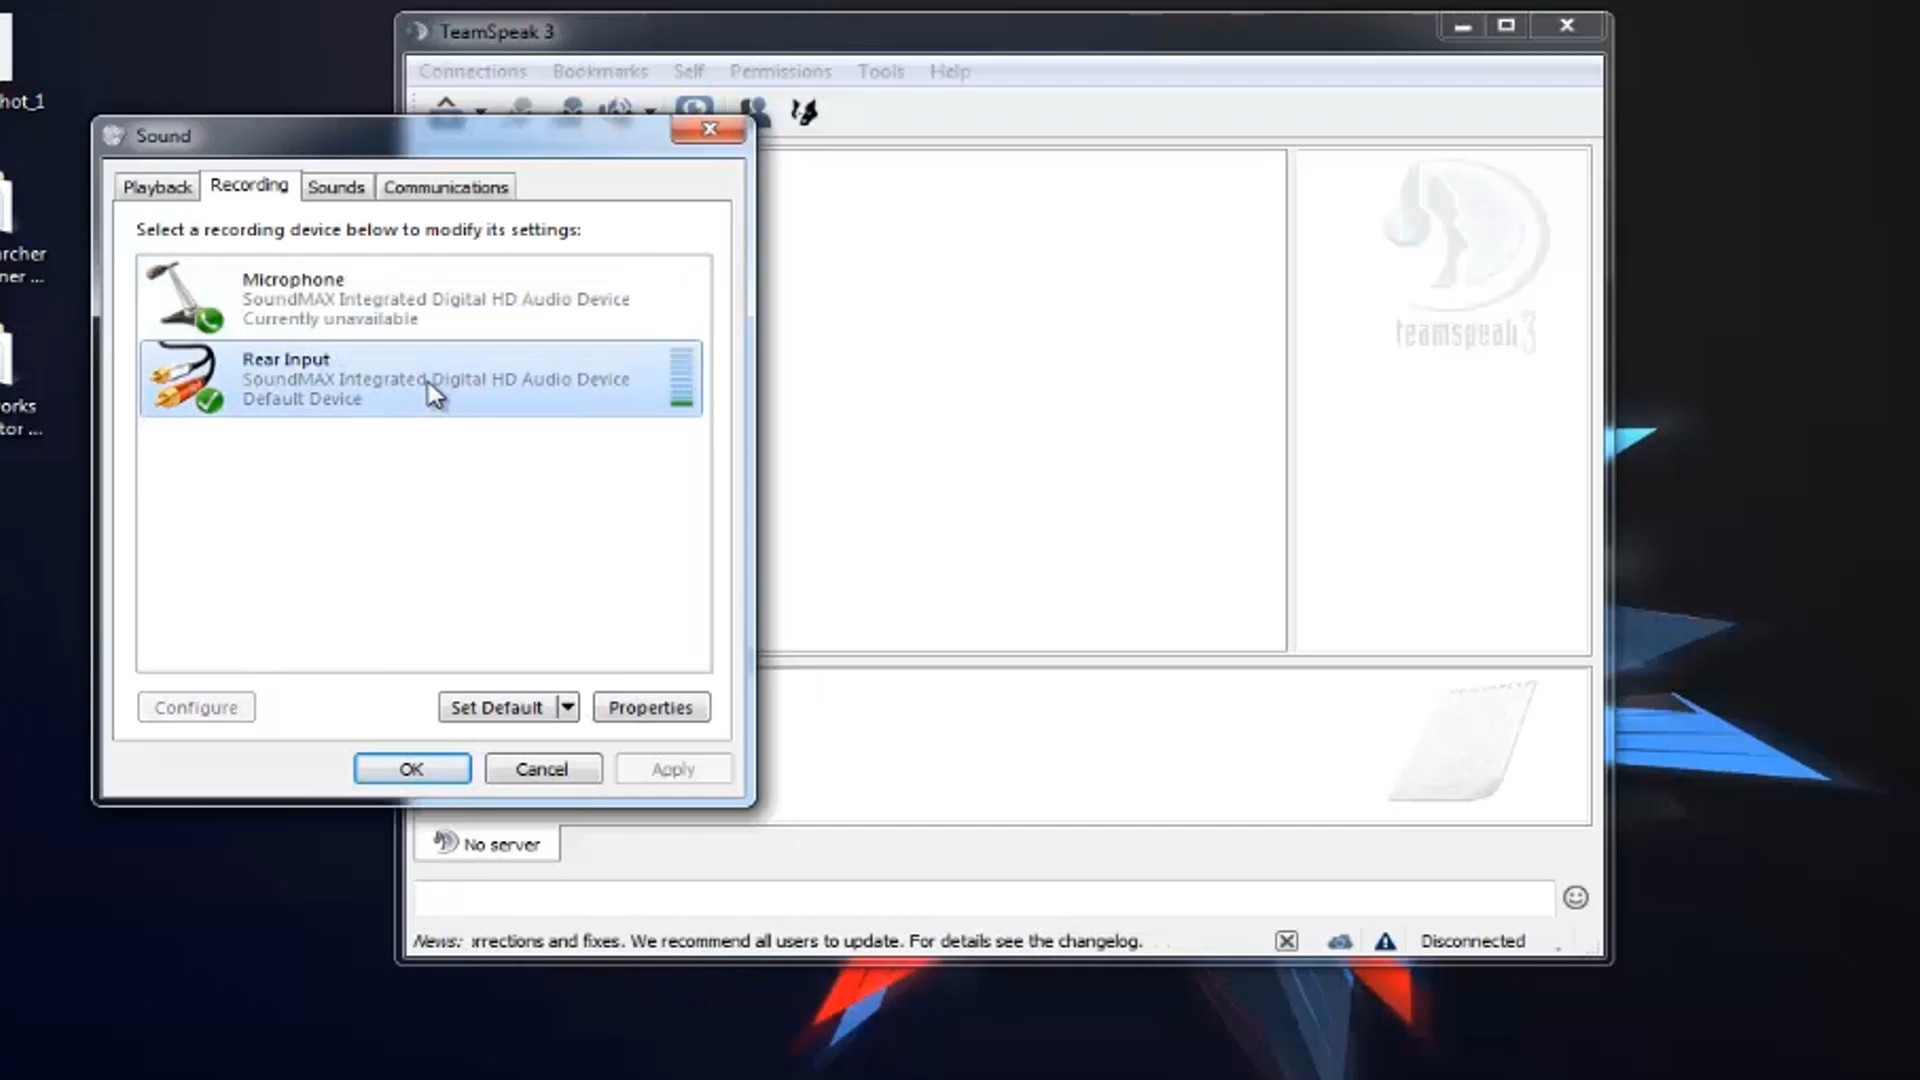 hot_1
rcher
ner ...
orks
tor ...
TeamSpeak 3
Connections Bookmarks Self Permissions Tools Help
Sound
Playback Recording Sounds Communications
Select a recording device below to modify its settings:
Microphone
SoundMAX Integrated Digital HD Audio Device
Currently unavailable
Rear Input
SoundMAX Integrated Digital HD Audio Device
Default Device
Configure Set Default Properties
OK Cancel Apply
teamspeak 3
No server
News: rrections and fixes. We recommend all users to update. For details see the changelog.
Disconnected